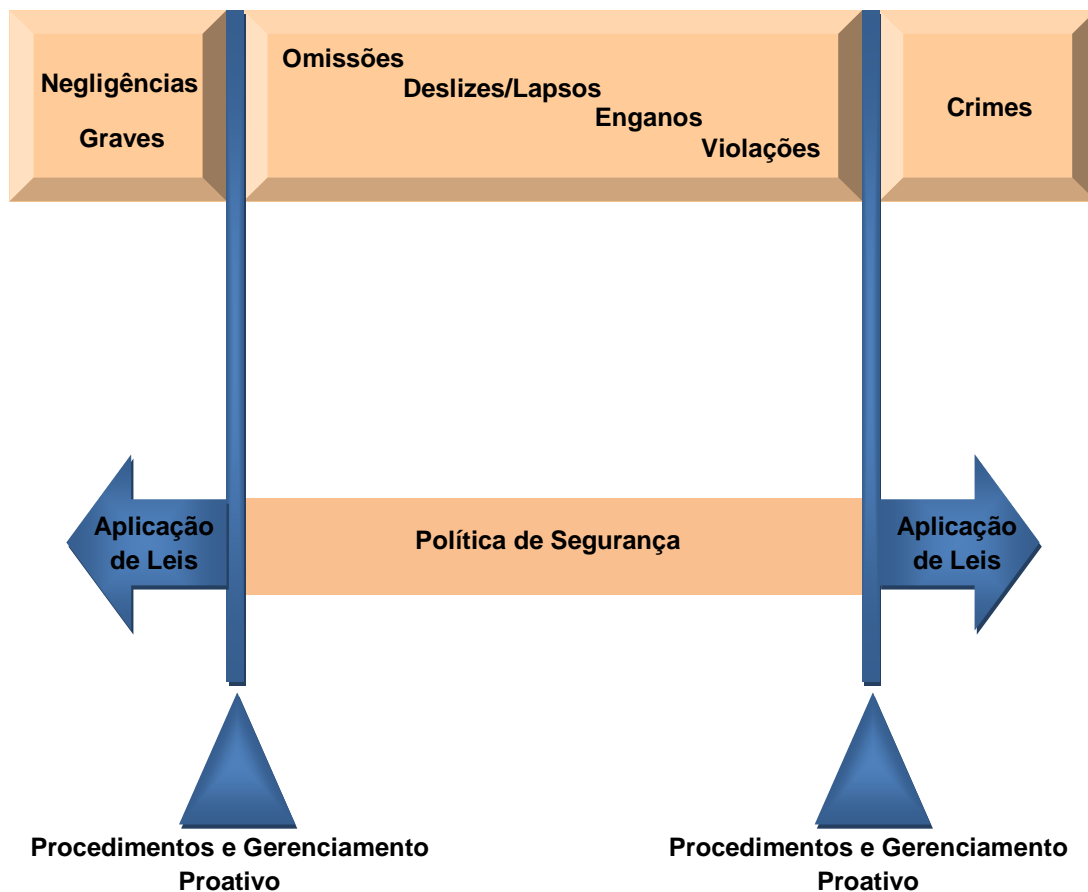 Negligências
Graves
Omissões
Deslizes/Lapsos
Enganos
Violações
Crimes
Aplicação
de Leis
Política de Segurança
Aplicação
de Leis
Procedimentos e Gerenciamento
Proativo
Procedimentos e Gerenciamento
Proativo